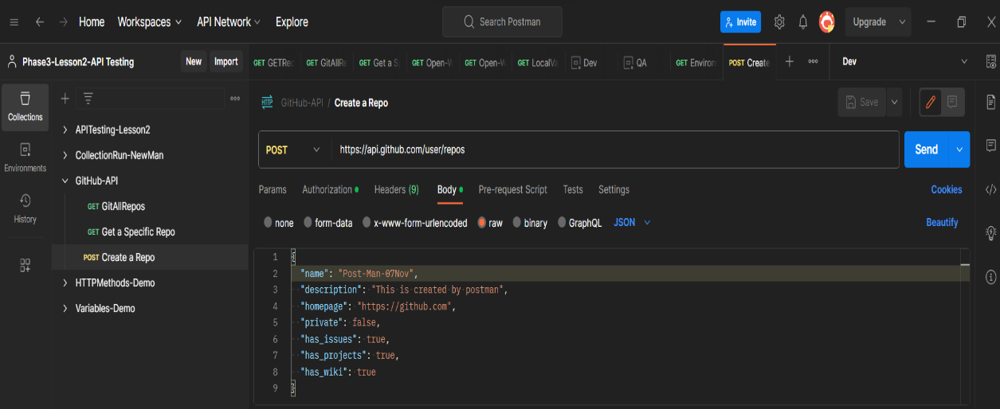 Home Workspaces API Network Explore Search Postman Invite Upgrade
Phase3-Lesson2-API Testing New Import GET GETRe GET GitAllRe GET Get a S GET Open-W GET Open-W GET LocalVa Dev QA GET Environ POST Create Dev
Collections
Environments
History
APITesting-Lesson2
CollectionRun-NewMan
GitHub-API
GET GitAllRepos
GET Get a Specific Repo
POST Create a Repo
HTTPMethods-Demo
Variables-Demo
HTTP GitHub-API / Create a Repo Save
POST https://api.github.com/user/repos Send
Params Authorization Headers (9) Body Pre-request Script Tests Settings Cookies
none form-data x-www-form-urlencoded raw binary GraphQL JSON Beautify
1 {
2 "name": "Post-Man-07Nov",
3 "description": "This is created by postman",
4 "homepage": "https://github.com",
5 "private": false,
6 "has_issues": true,
7 "has_projects": true,
8 "has_wiki": true
9 }